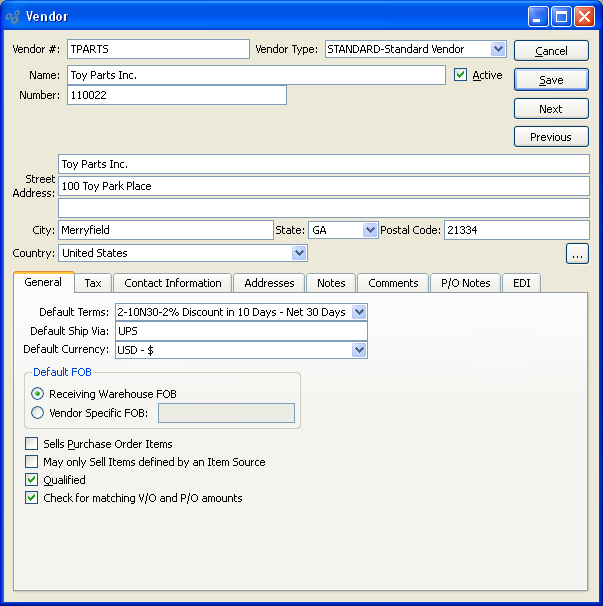 Vendor
Vendor #: TPARTS Vendor Type: STANDARD-Standard Vendor Cancel
Name: Toy Parts Inc. Active Save
Number: 110022 Next
Previous
Toy Parts Inc.
Street Address: 100 Toy Park Place
City: Merryfield State: GA Postal Code: 21334
Country: United States ...
General Tax Contact Information Addresses Notes Comments P/O Notes EDI
Default Terms: 2-10N30-2% Discount in 10 Days - Net 30 Days
Default Ship Via: UPS
Default Currency: USD - $
Default FOB
Receiving Warehouse FOB
Vendor Specific FOB:
Sells Purchase Order Items
May only Sell Items defined by an Item Source
Qualified
Check for matching V/O and P/O amounts